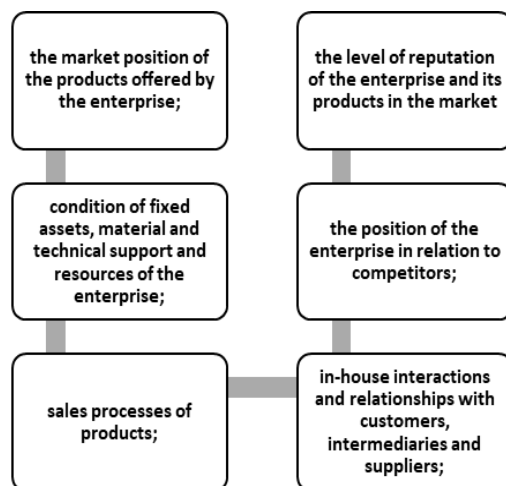 the market position of
the products offered by
the enterprise;
condition of fixed
assets, material and
technical support and
resources of the
enterprise;
sales processes of
products;
in-house interactions
and relationships with
customers,
intermediaries and
suppliers;
the position of the
enterprise in relation to
competitors;
the level of reputation
of the enterprise and its
products in the market